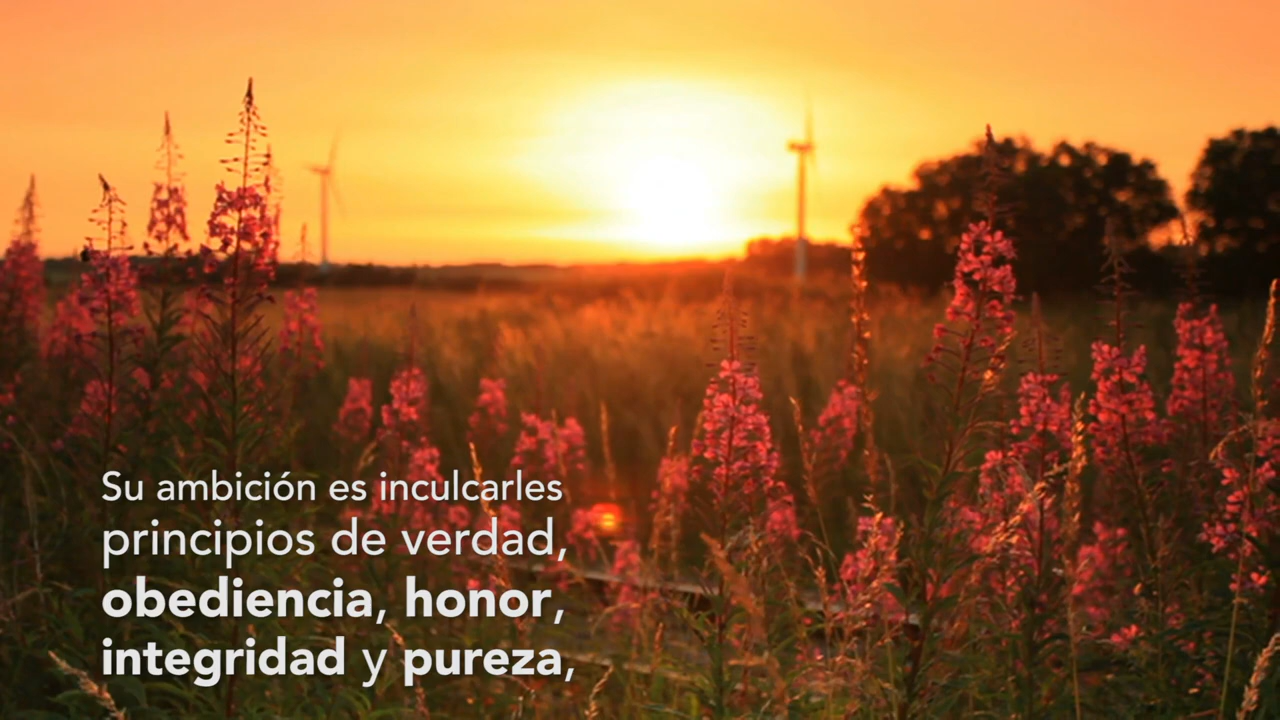 Su ambición es inculcarles
principios de verdad,
obediencia, honor,
integridad y pureza,